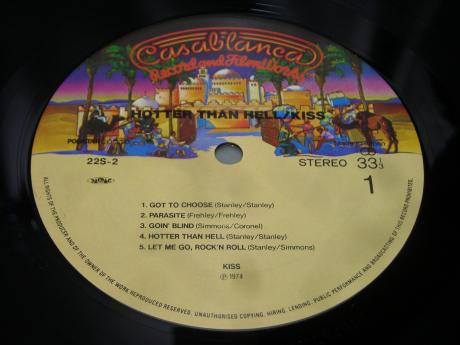 Casablanca
Record and FilmWorks
HOTTER THAN HELL/KISS
22S-2
STEREO 33 1/3
1
1. GOT TO CHOOSE (Stanley/Stanley)
2. PARASITE (Frehley/Frehley)
3. GOIN' BLIND (Simmons/Coronel)
4. HOTTER THAN HELL (Stanley/Stanley)
5. LET ME GO, ROCK'N ROLL (Stanley/Simmons)
KISS
℗ 1974
ALL RIGHTS OF THE PRODUCER AND OF THE OWNER OF THE WORK REPRODUCED RESERVED. UNAUTHORISED COPYING, HIRING, LENDING, PUBLIC PERFORMANCE AND BROADCASTING OF THIS RECORD PROHIBITED.